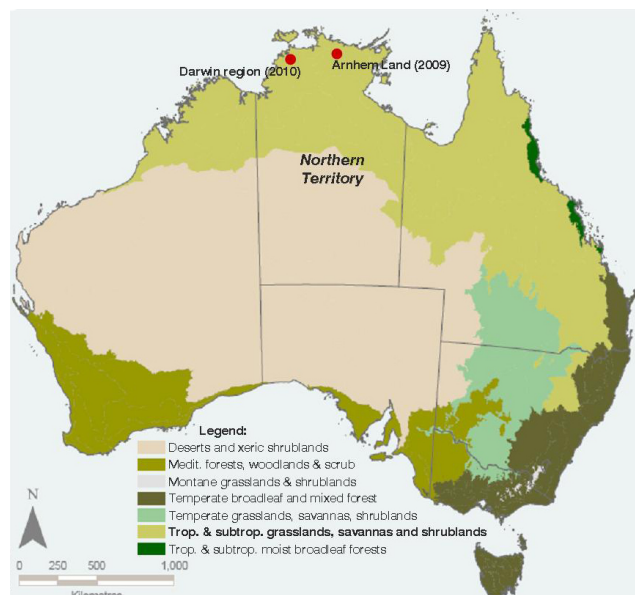 Darwin region (2010)
Arnhem Land (2009)
Northern
Territory
Legend:
Deserts and xeric shrublands
Medit. forests, woodlands & scrub
Montane grasslands & shrublands
Temperate broadleaf and mixed forest
Temperate grasslands, savannas, shrublands
Trop. & subtrop. grasslands, savannas and shrublands
Trop. & subtrop. moist broadleaf forests
N
0 250 500 1,000
Kilometres